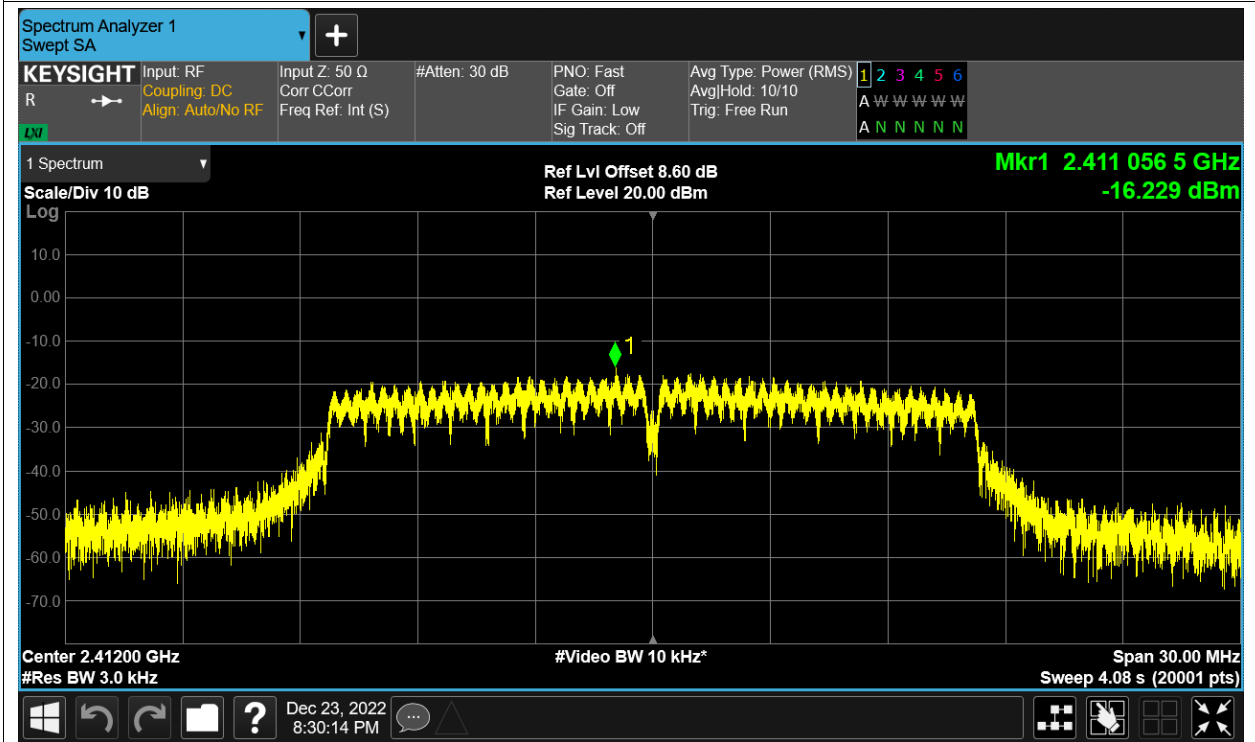 Spectrum Analyzer 1
Swept SA
+
KEYSIGHT
R
LXI
Input: RF
Coupling: DC
Align: Auto/No RF
Input Z: 50 Ω
Corr CCorr
Freq Ref: Int (S)
#Atten: 30 dB
PNO: Fast
Gate: Off
IF Gain: Low
Sig Track: Off
Avg Type: Power (RMS)
Avg|Hold: 10/10
Trig: Free Run
1 2 3 4 5 6
A W W W W W
A N N N N N
1 Spectrum
Scale/Div 10 dB
Log
Ref Lvl Offset 8.60 dB
Ref Level 20.00 dBm
Mkr1 2.411 056 5 GHz
-16.229 dBm
10.0
0.00
-10.0
-20.0
-30.0
-40.0
-50.0
-60.0
-70.0
1
Center 2.41200 GHz
#Res BW 3.0 kHz
#Video BW 10 kHz*
Span 30.00 MHz
Sweep 4.08 s (20001 pts)
?
Dec 23, 2022
8:30:14 PM